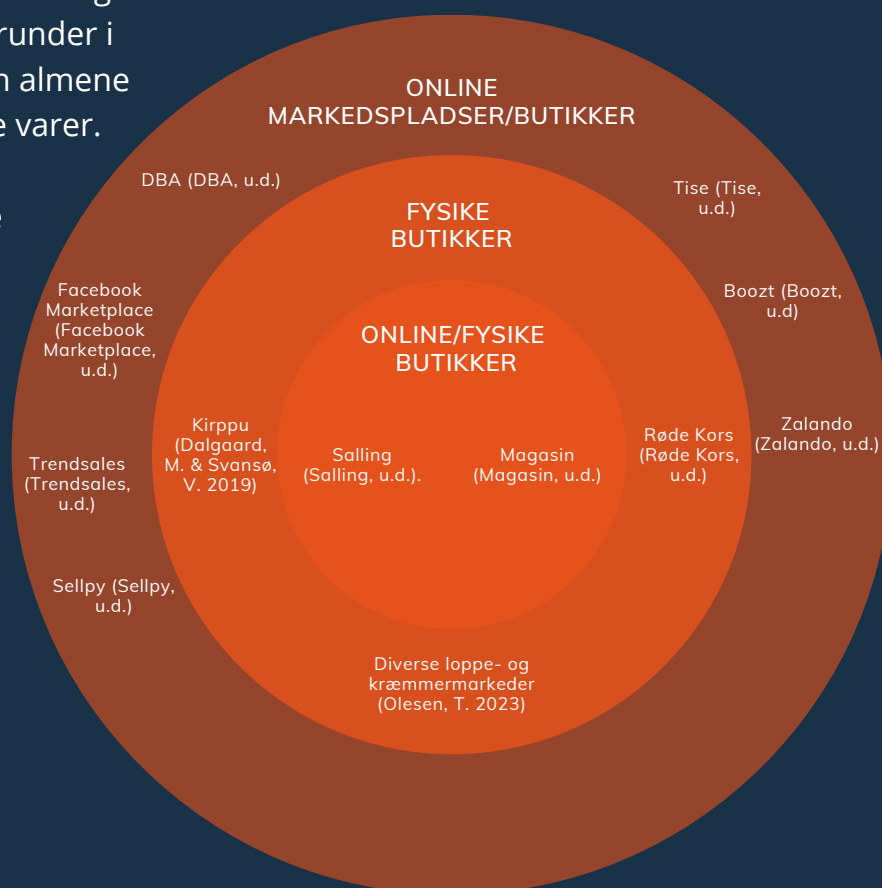 runder i
almene
varer.
ONLINE
MARKEDSPLADSER/BUTIKKER
DBA (DBA, u.d.)
Tise (Tise,
u.d.)
FYSIKE
BUTIKKER
Facebook
Marketplace
(Facebook
Marketplace,
u.d.)
Boozt (Boozt,
u.d)
ONLINE/FYSIKE
BUTIKKER
Kirppu
(Dalgaard,
M. & Svansø,
V. 2019)
Salling
(Salling, u.d.).
Magasin
(Magasin, u.d.)
Røde Kors
(Røde Kors,
u.d.)
Zalando
(Zalando, u.d.)
Trendsales
(Trendsales,
u.d.)
Sellpy (Sellpy,
u.d.)
Diverse loppe- og
kræmmermarkeder
(Olesen, T. 2023)